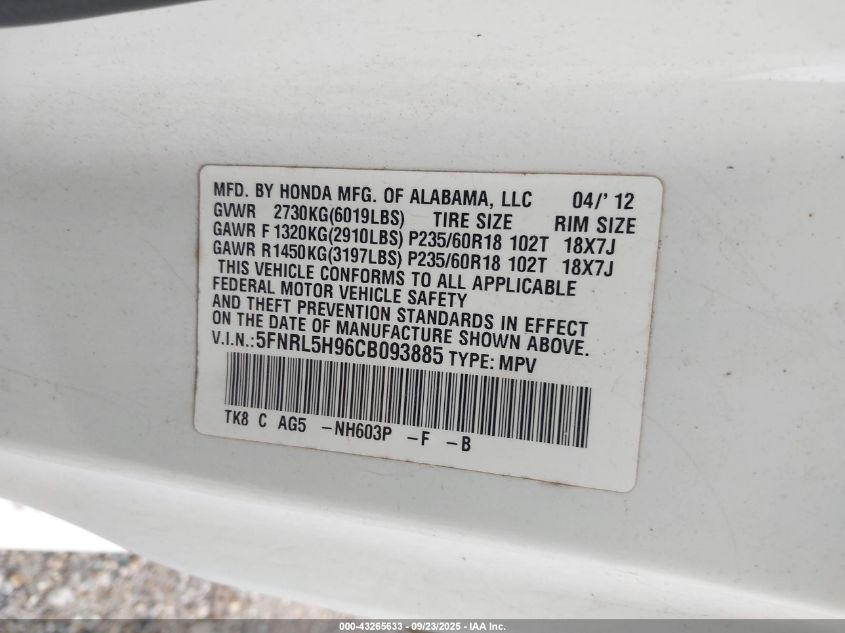 MFD. BY HONDA MFG. OF ALABAMA, LLC 04/' 12
GVWR 2730KG(6019LBS) TIRE SIZE RIM SIZE
GAWR F 1320KG(2910LBS) P235/60R18 102T 18X7J
GAWR R1450KG(3197LBS) P235/60R18 102T 18X7J
THIS VEHICLE CONFORMS TO ALL APPLICABLE
FEDERAL MOTOR VEHICLE SAFETY
AND THEFT PREVENTION STANDARDS IN EFFECT
ON THE DATE OF MANUFACTURE SHOWN ABOVE.
V.I.N.:5FNRL5H96CB093885 TYPE: MPV
TK8 C AG5 -NH603P -F -B
000-43265633 - 09/23/2025 - IAA Inc.